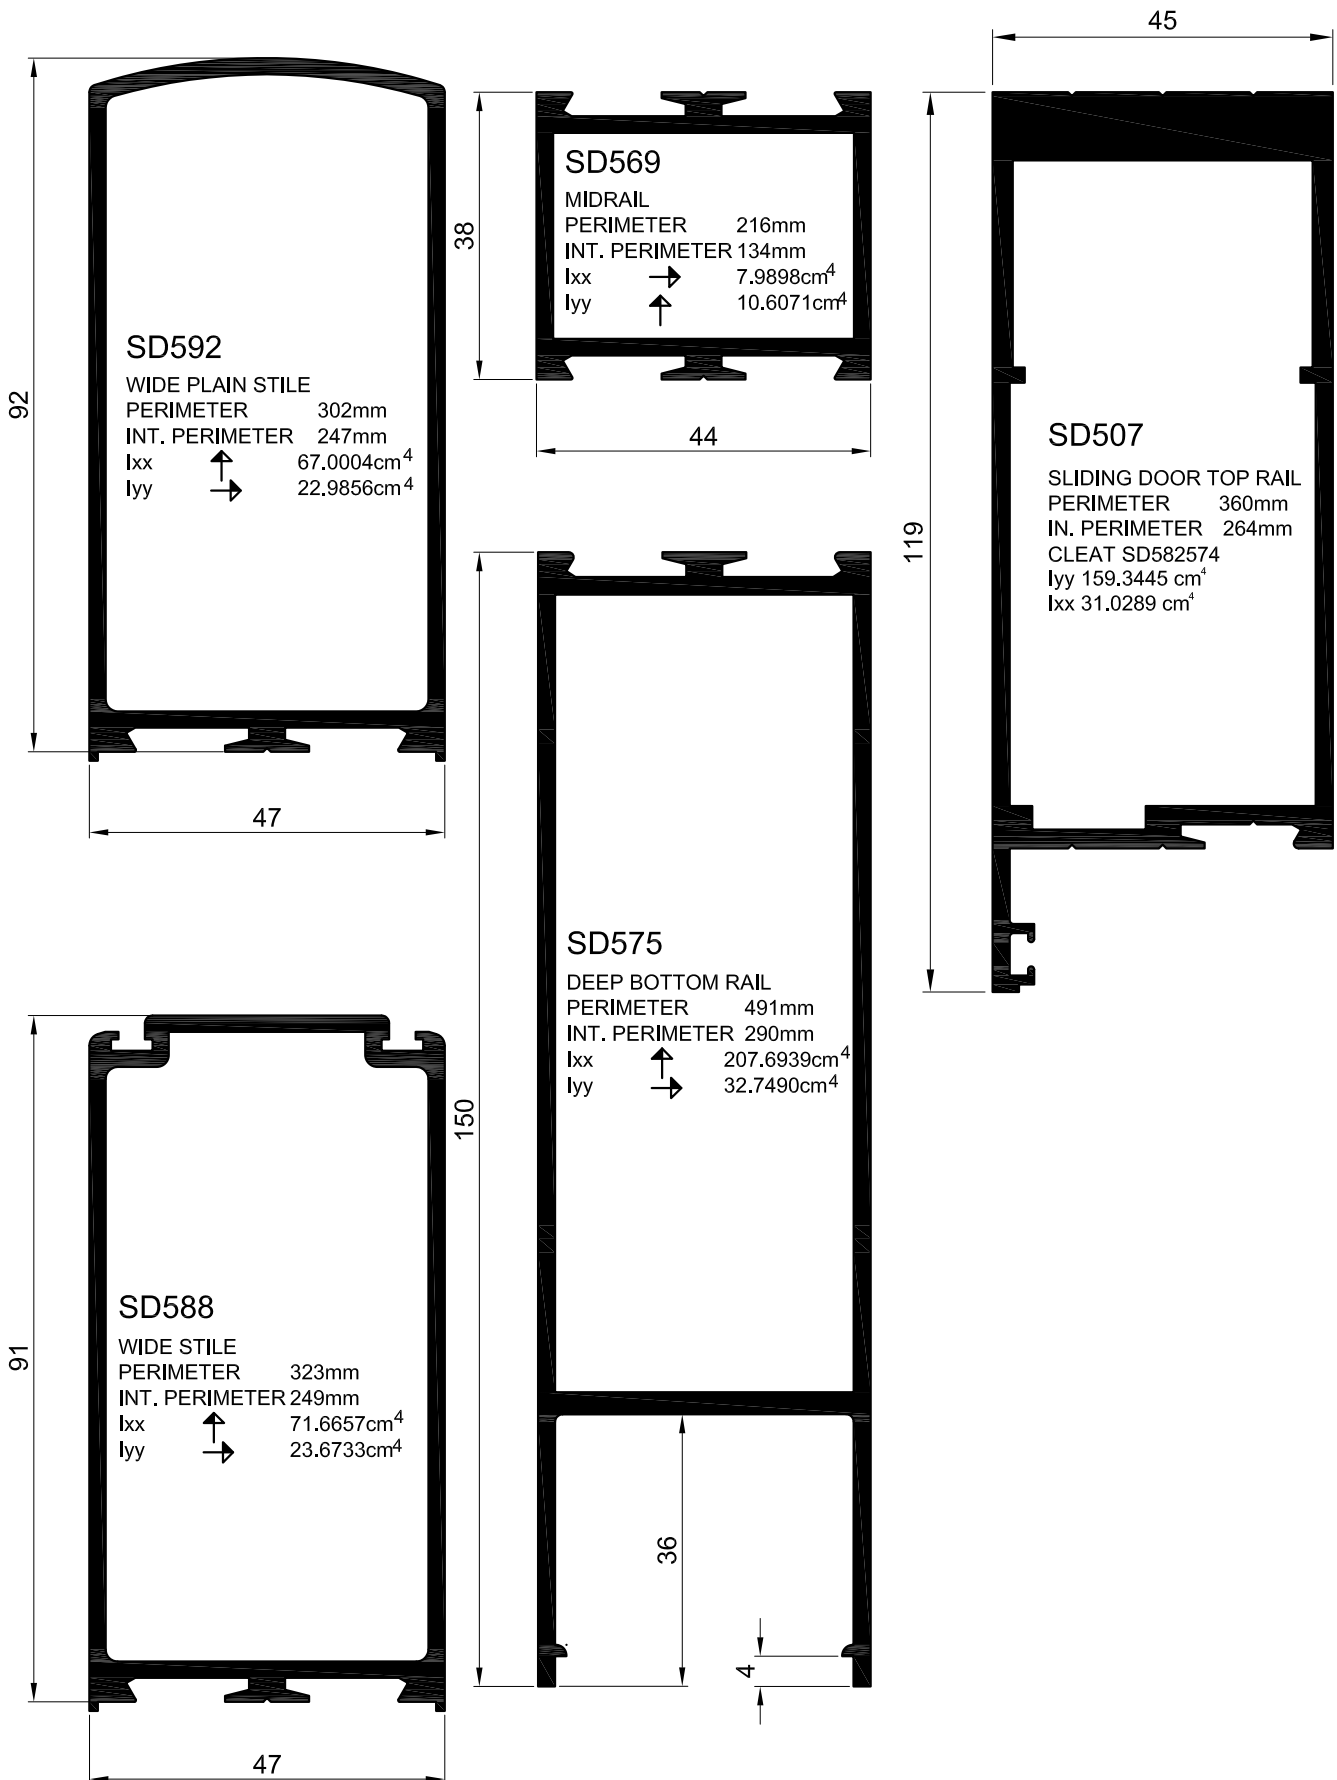 92
SD592
WIDE PLAIN STILE
PERIMETER 302mm
INT. PERIMETER 247mm
Ixx 67.0004cm⁴
Iyy 22.9856cm⁴
47
38
SD569
MIDRAIL
PERIMETER 216mm
INT. PERIMETER 134mm
Ixx 7.9898cm⁴
Iyy 10.6071cm⁴
44
45
119
SD507
SLIDING DOOR TOP RAIL
PERIMETER 360mm
IN. PERIMETER 264mm
CLEAT SD582574
Iyy 159.3445 cm⁴
Ixx 31.0289 cm⁴
150
SD575
DEEP BOTTOM RAIL
PERIMETER 491mm
INT. PERIMETER 290mm
Ixx 207.6939cm⁴
Iyy 32.7490cm⁴
36
4
91
SD588
WIDE STILE
PERIMETER 323mm
INT. PERIMETER 249mm
Ixx 71.6657cm⁴
Iyy 23.6733cm⁴
47